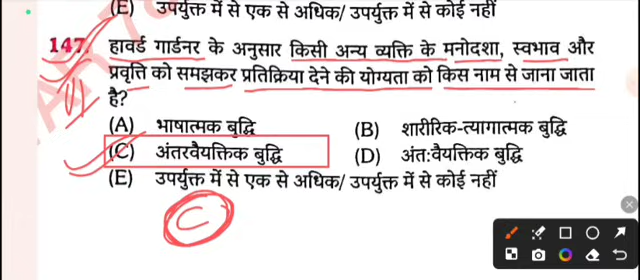 (E) उपर्युक्त में से एक से अधिक/ उपर्युक्त में से कोई नहीं
147. हावर्ड गार्डनर के अनुसार किसी अन्य व्यक्ति के मनोदशा, स्वभाव और
प्रवृत्ति को समझकर प्रतिक्रिया देने की योग्यता को किस नाम से जाना जाता
है?
(A) भाषात्मक बुद्धि (B) शारीरिक-त्यागात्मक बुद्धि
(C) अंतरवैयक्तिक बुद्धि (D) अंत:वैयक्तिक बुद्धि
(E) उपर्युक्त में से एक से अधिक/ उपर्युक्त में से कोई नहीं
C